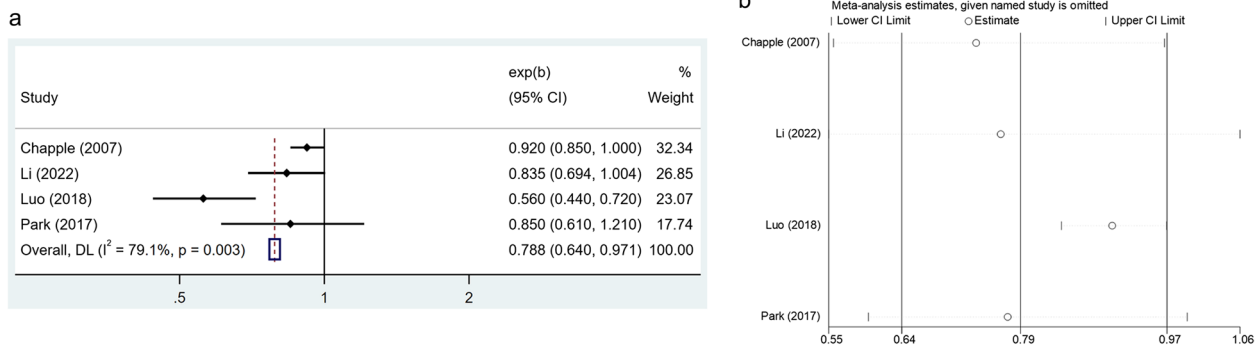 a
exp(b) %
Study (95% CI) Weight
Chapple (2007) 0.920 (0.850, 1.000) 32.34
Li (2022) 0.835 (0.694, 1.004) 26.85
Luo (2018) 0.560 (0.440, 0.720) 23.07
Park (2017) 0.850 (0.610, 1.210) 17.74
Overall, DL (I² = 79.1%, p = 0.003) 0.788 (0.640, 0.971) 100.00
.5 1 2
b
Meta-analysis estimates, given named study is omitted
Lower CI Limit Estimate Upper CI Limit
Chapple (2007)
Li (2022)
Luo (2018)
Park (2017)
0.55 0.64 0.79 0.97 1.06